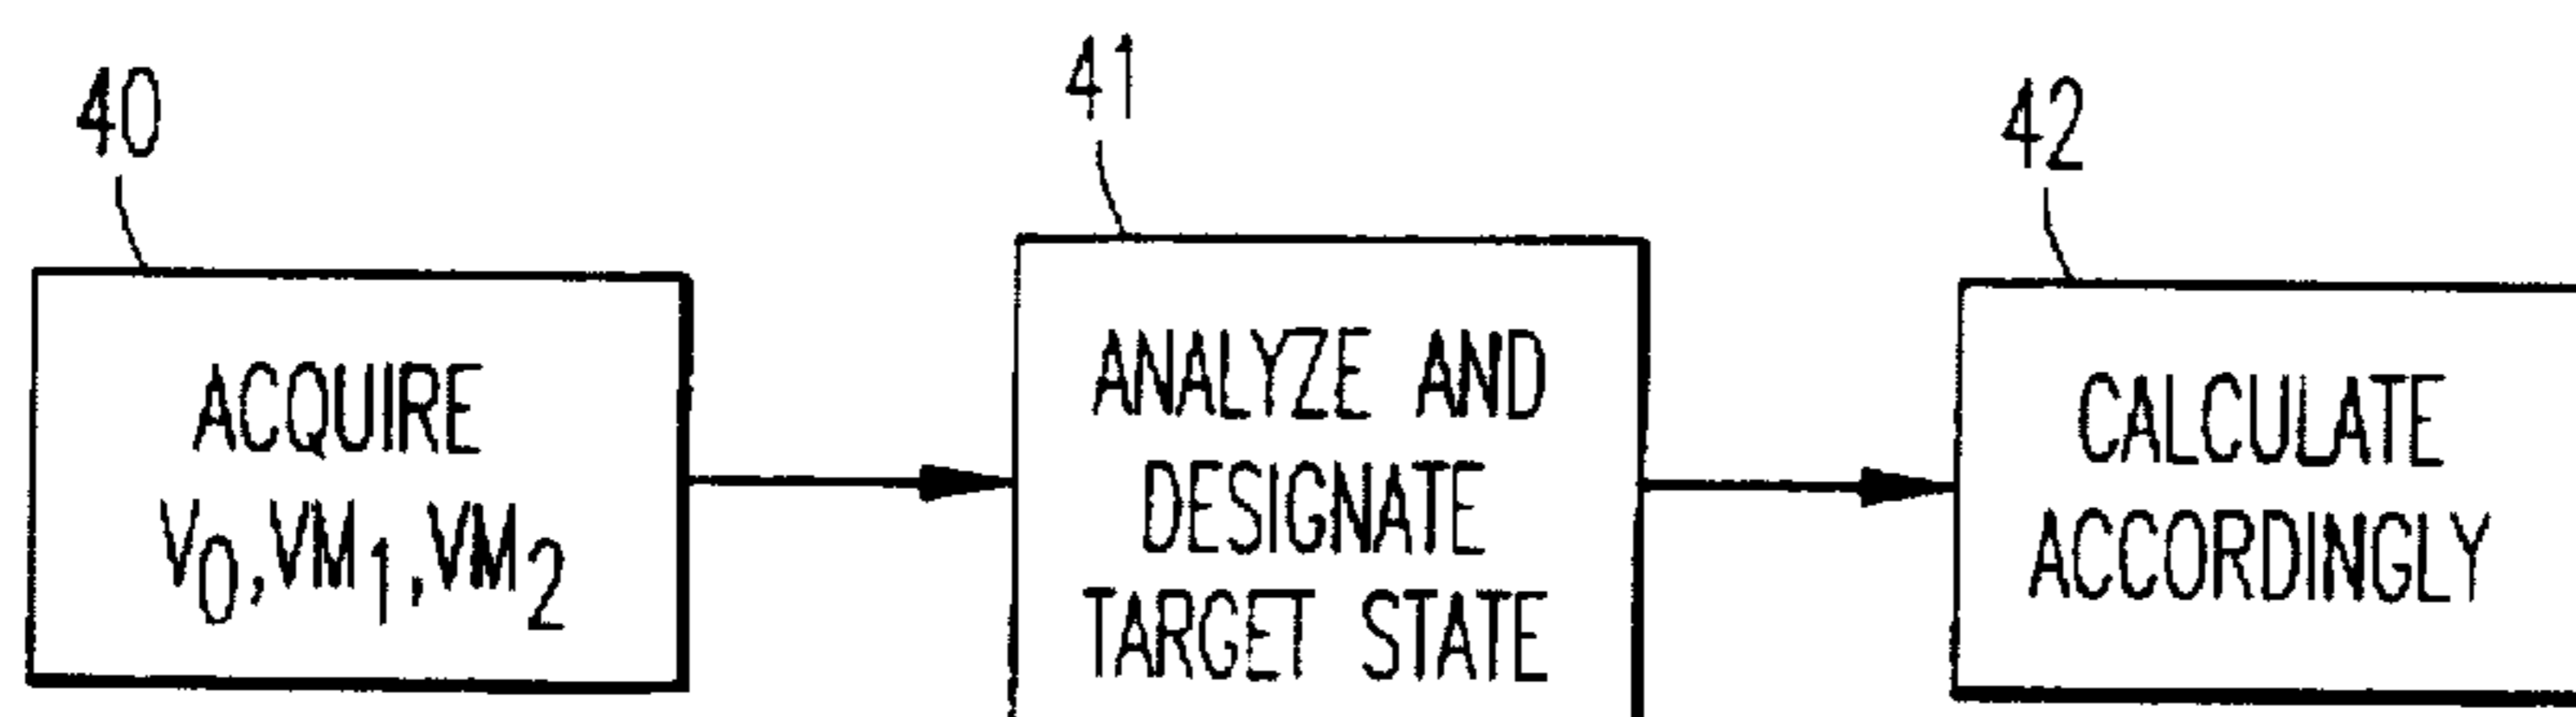 40
ACQUIRE
V₀,VM₁,VM₂
41
ANALYZE AND
DESIGNATE
TARGET STATE
42
CALCULATE
ACCORDINGLY